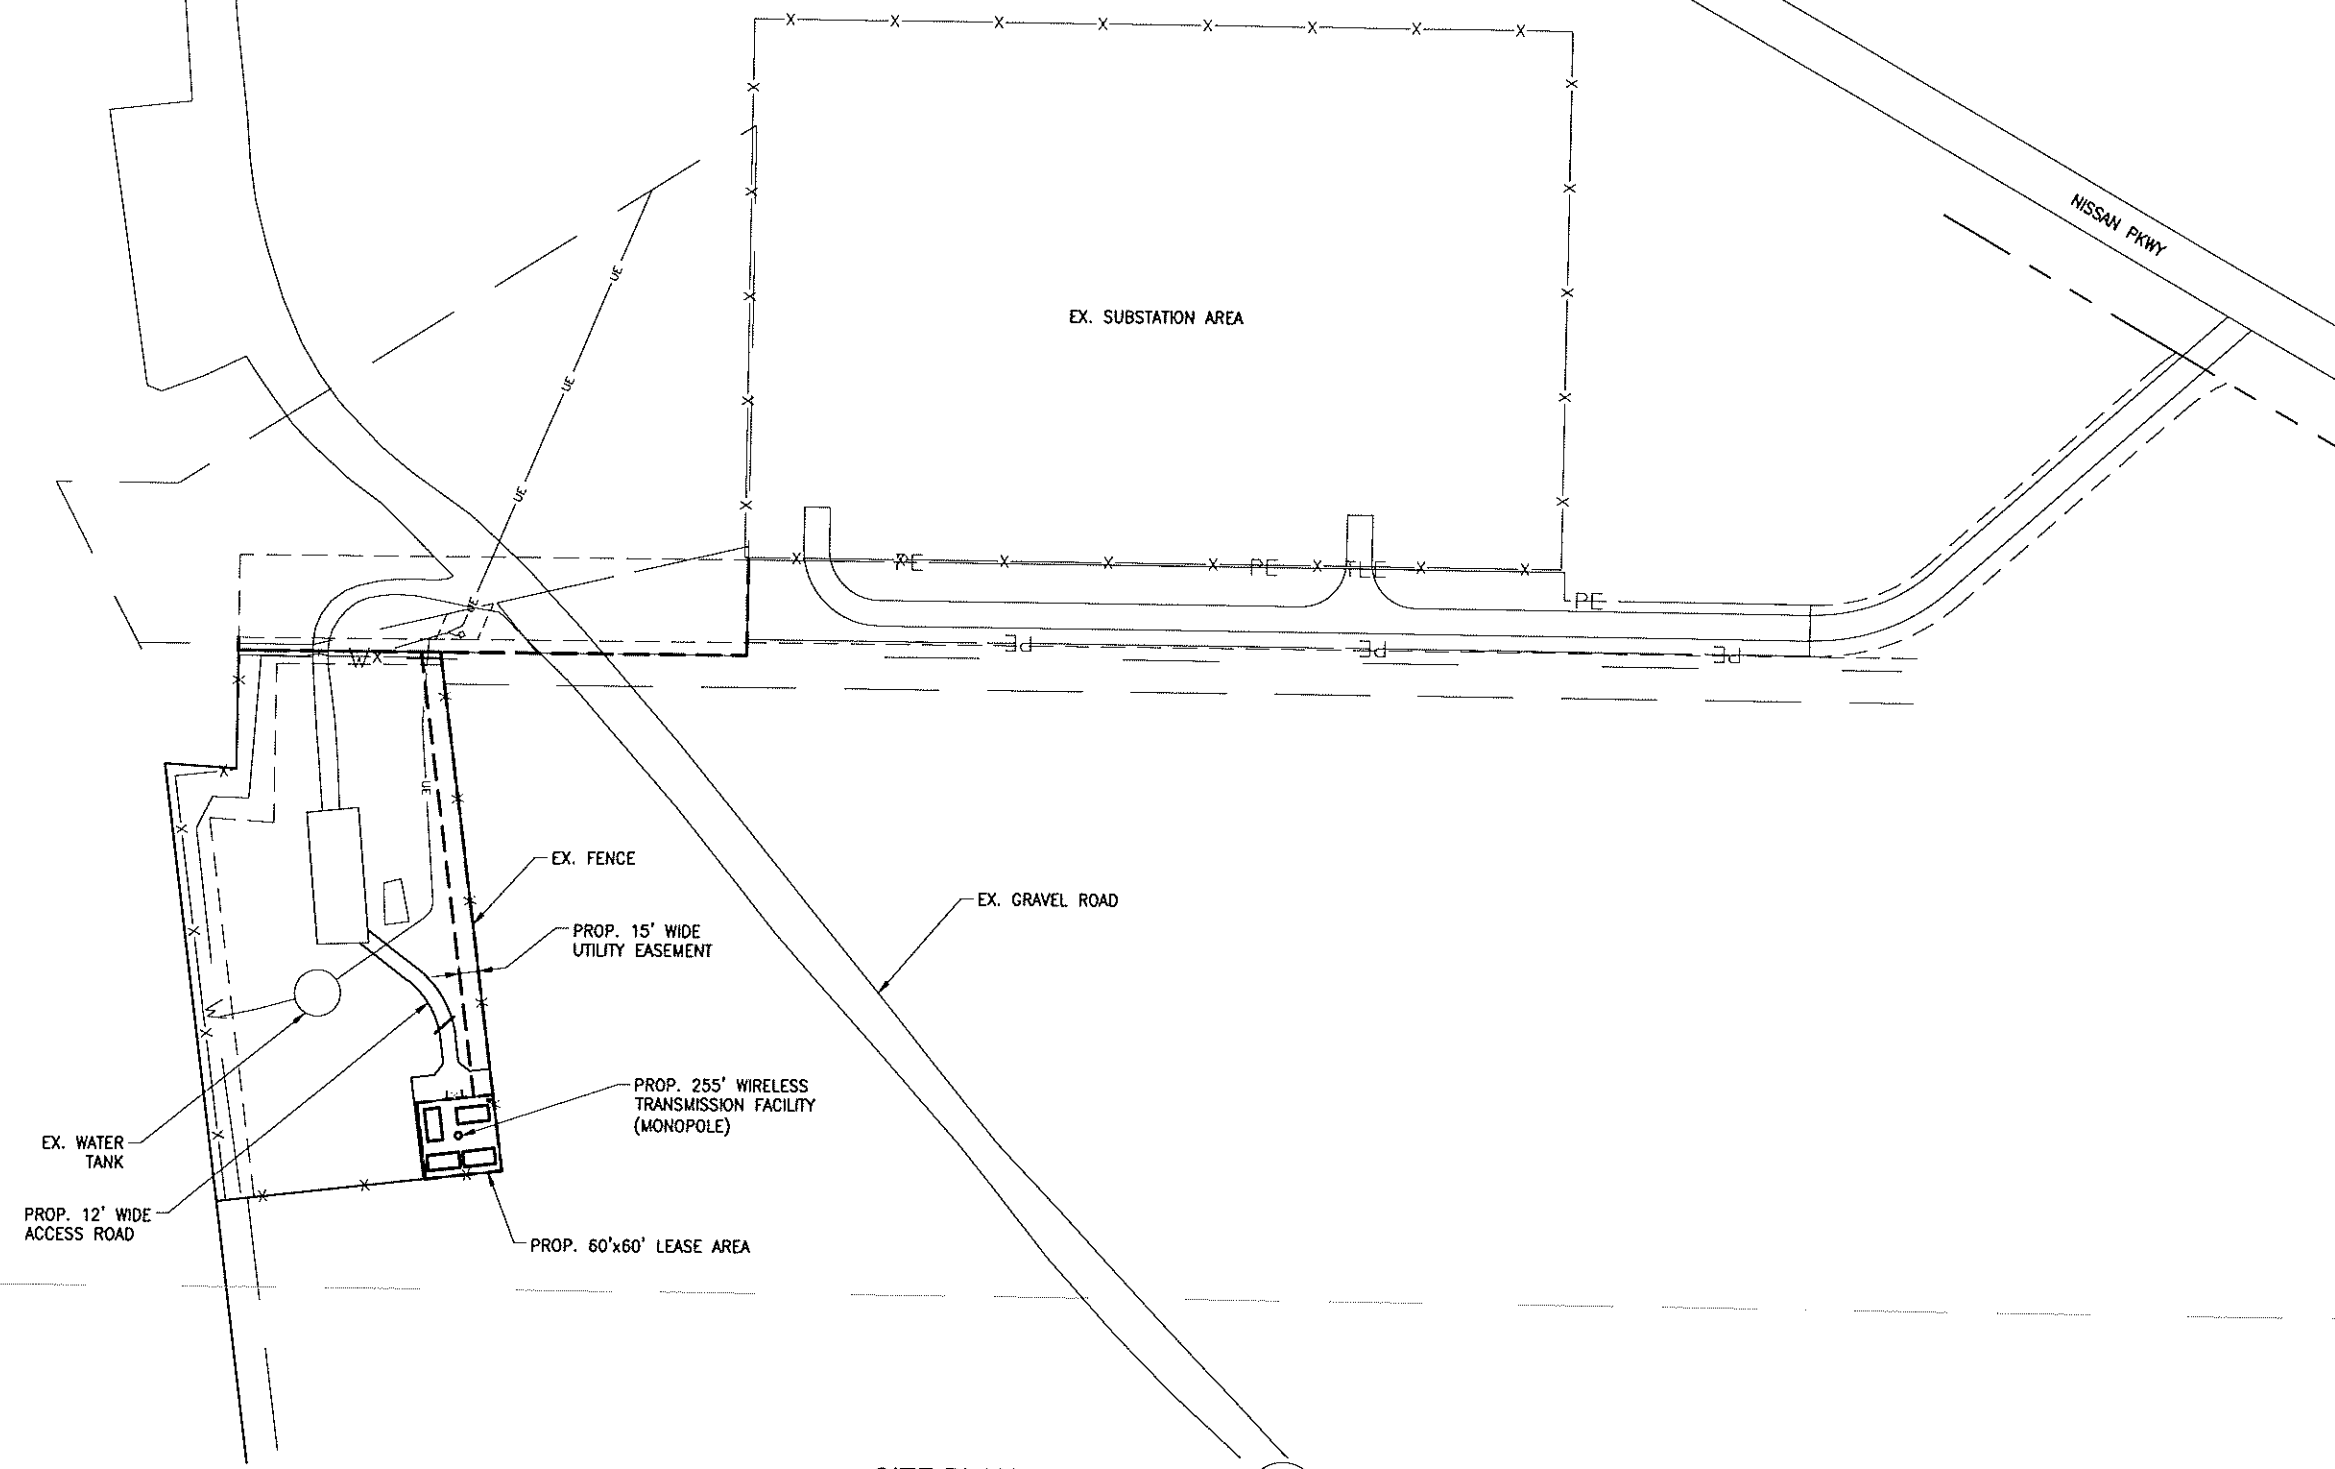 NISSAN PKWY
EX. SUBSTATION AREA
UE
UE
UE
UE
PE
PE
TLE
PE
PE
PE
PE
W
UE
EX. FENCE
EX. GRAVEL ROAD
PROP. 15' WIDE
UTILITY EASEMENT
W
PROP. 255' WIRELESS
TRANSMISSION FACILITY
(MONOPOLE)
EX. WATER
TANK
PROP. 12' WIDE
ACCESS ROAD
PROP. 60'x60' LEASE AREA